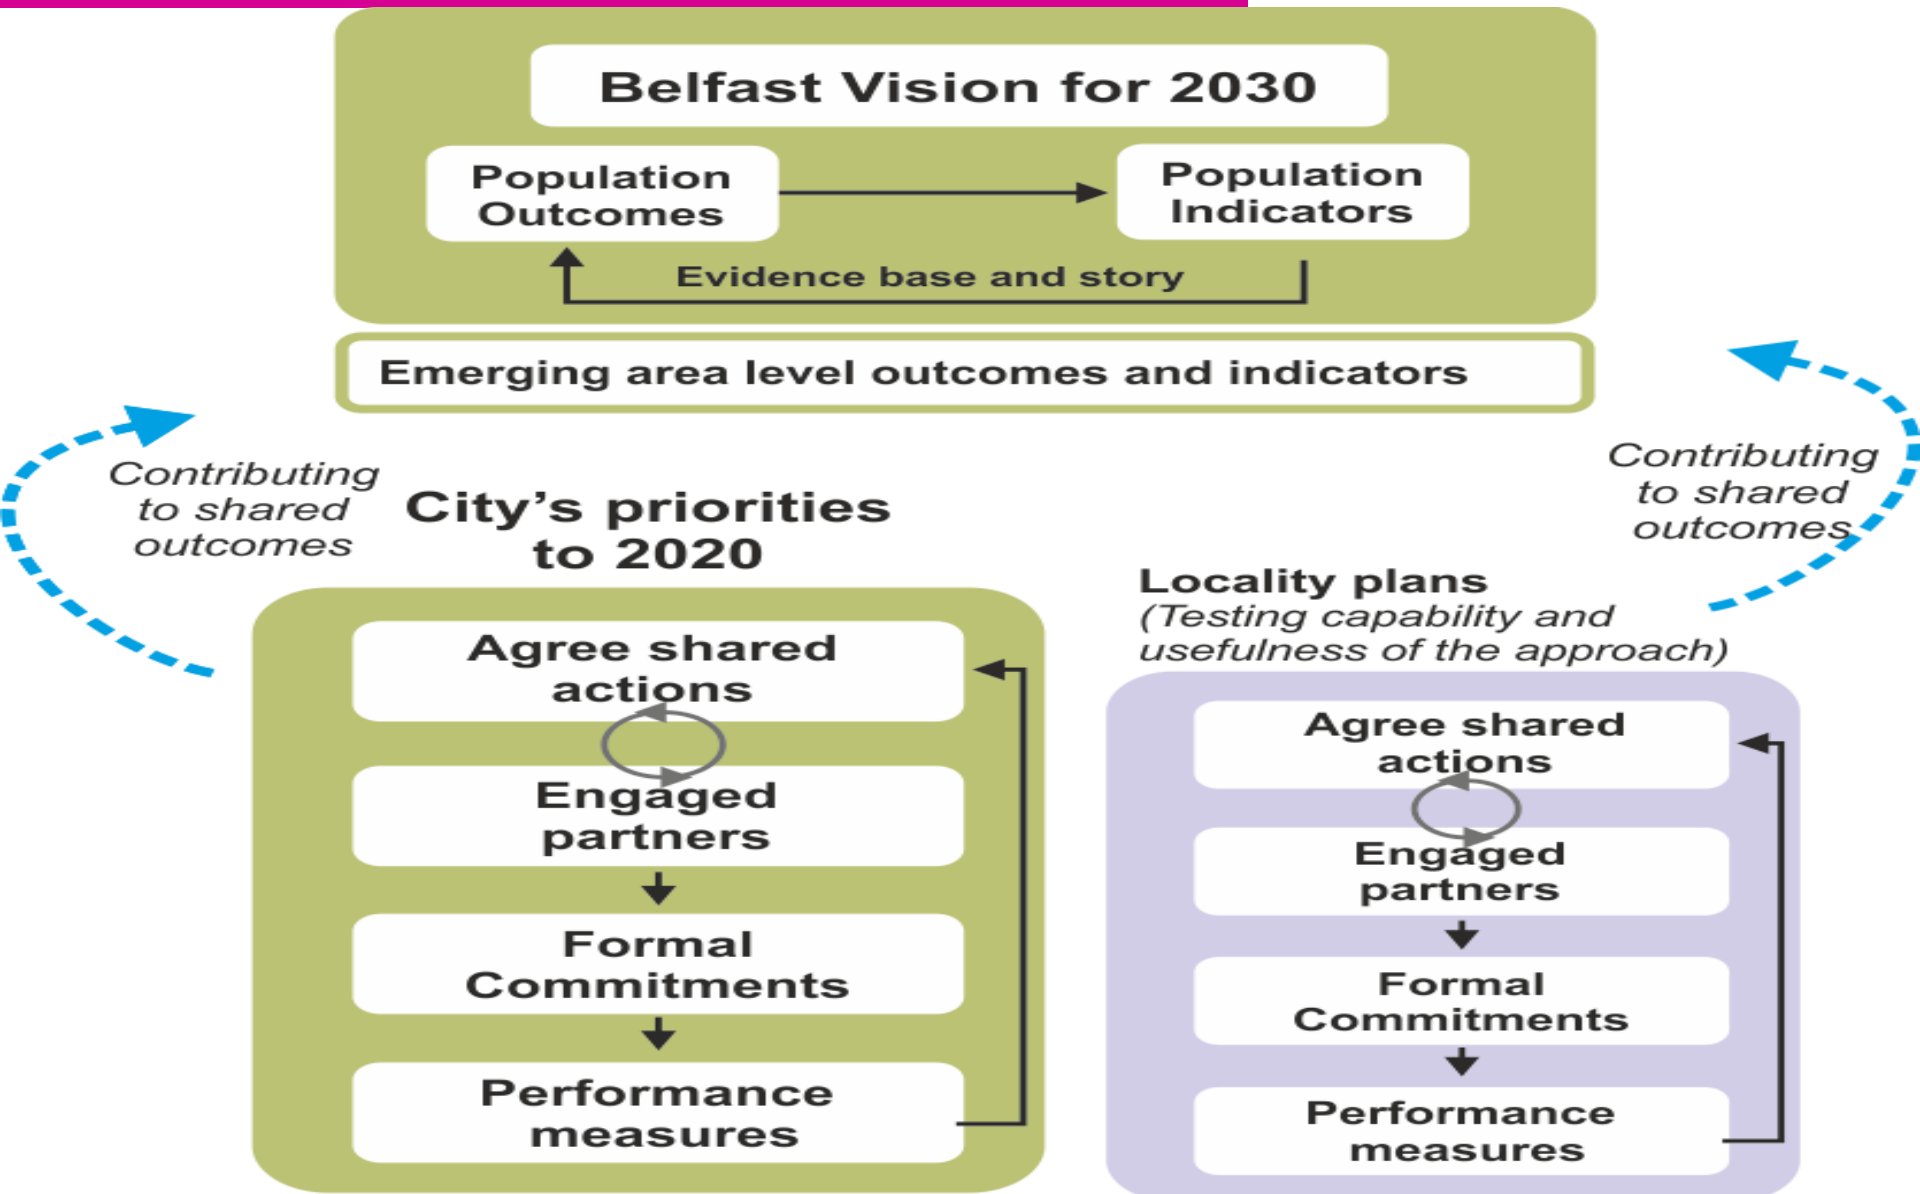 Belfast Vision for 2030
Population
Outcomes
Population
Indicators
Evidence base and story
Emerging area level outcomes and indicators
Contributing
to shared
outcomes
City’s priorities
to 2020
Agree shared
actions
Engaged
partners
Formal
Commitments
Performance
measures
Contributing
to shared
outcomes
Locality plans
(Testing capability and
usefulness of the approach)
Agree shared
actions
Engaged
partners
Formal
Commitments
Performance
measures